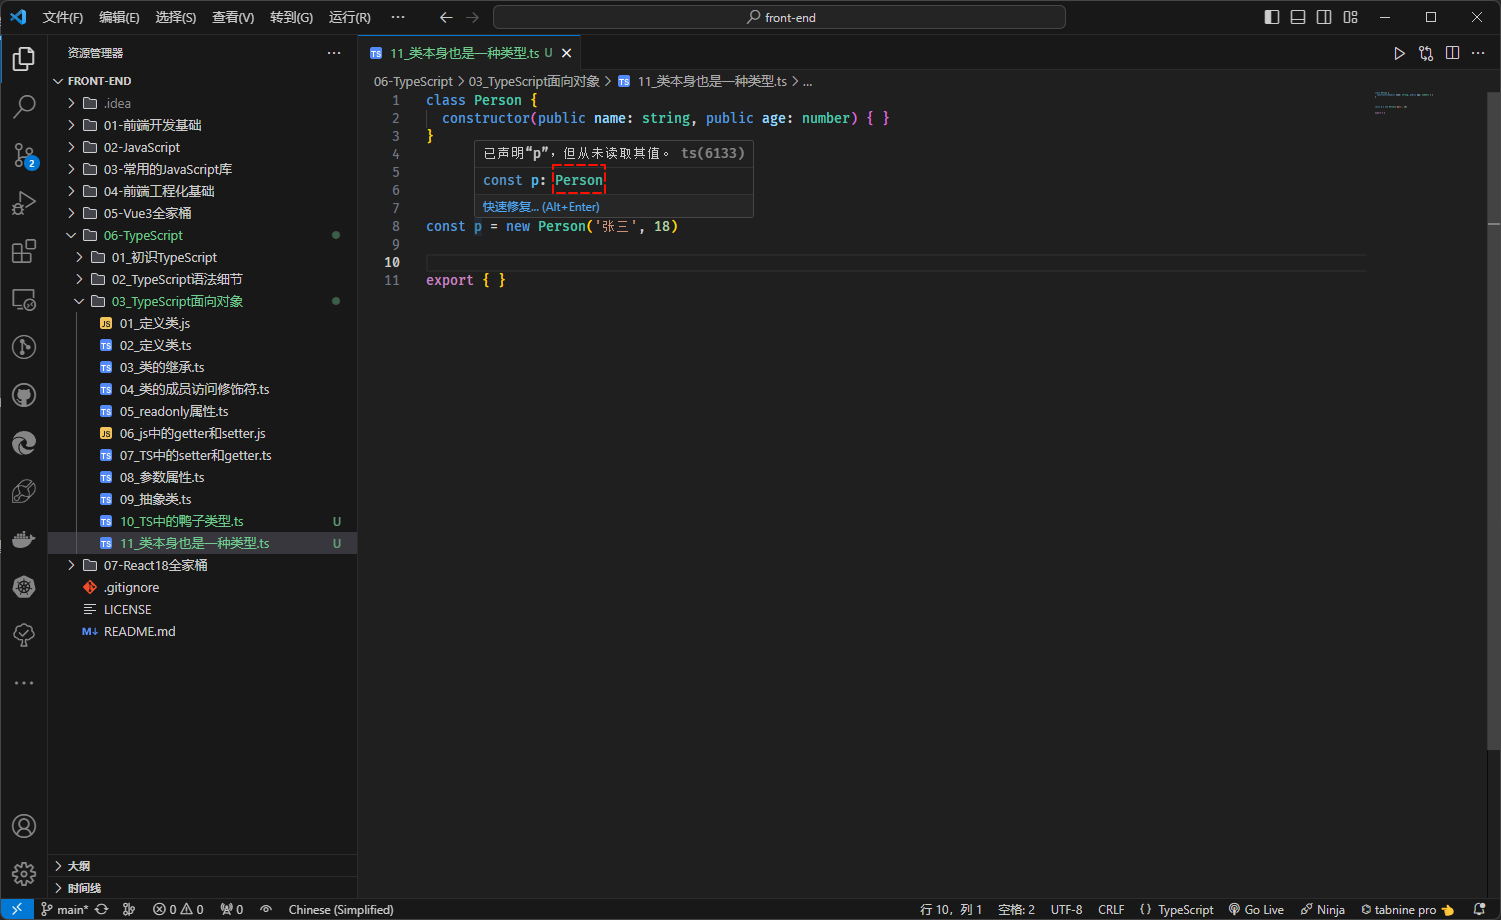 文件(F) 编辑(E) 选择(S) 查看(V) 转到(G) 运行(R) ··· front-end
资源管理器 ···
FRONT-END
.idea
01-前端开发基础
02-JavaScript
03-常用的JavaScript库
04-前端工程化基础
05-Vue3全家桶
06-TypeScript
01_初识TypeScript
02_TypeScript语法细节
03_TypeScript面向对象
JS 01_定义类.js
TS 02_定义类.ts
TS 03_类的继承.ts
TS 04_类的成员访问修饰符.ts
TS 05_readonly属性.ts
JS 06_js中的getter和setter.js
TS 07_TS中的setter和getter.ts
TS 08_参数属性.ts
TS 09_抽象类.ts
TS 10_TS中的鸭子类型.ts U
TS 11_类本身也是一种类型.ts U
07-React18全家桶
.gitignore
LICENSE
M↓ README.md
大纲
时间线
2
TS 11_类本身也是一种类型.ts U
06-TypeScript > 03_TypeScript面向对象 > TS 11_类本身也是一种类型.ts > ...
1 class Person {
2 constructor(public name: string, public age: number) { }
3 }
4
5
6
7
8 const p = new Person('张三', 18)
9
10
11 export { }
已声明“p”，但从未读取其值。 ts(6133)
const p: Person
快速修复... (Alt+Enter)
main* 0 0 0 Chinese (Simplified) 行 10，列 1 空格: 2 UTF-8 CRLF { } TypeScript Go Live Ninja tabnine pro